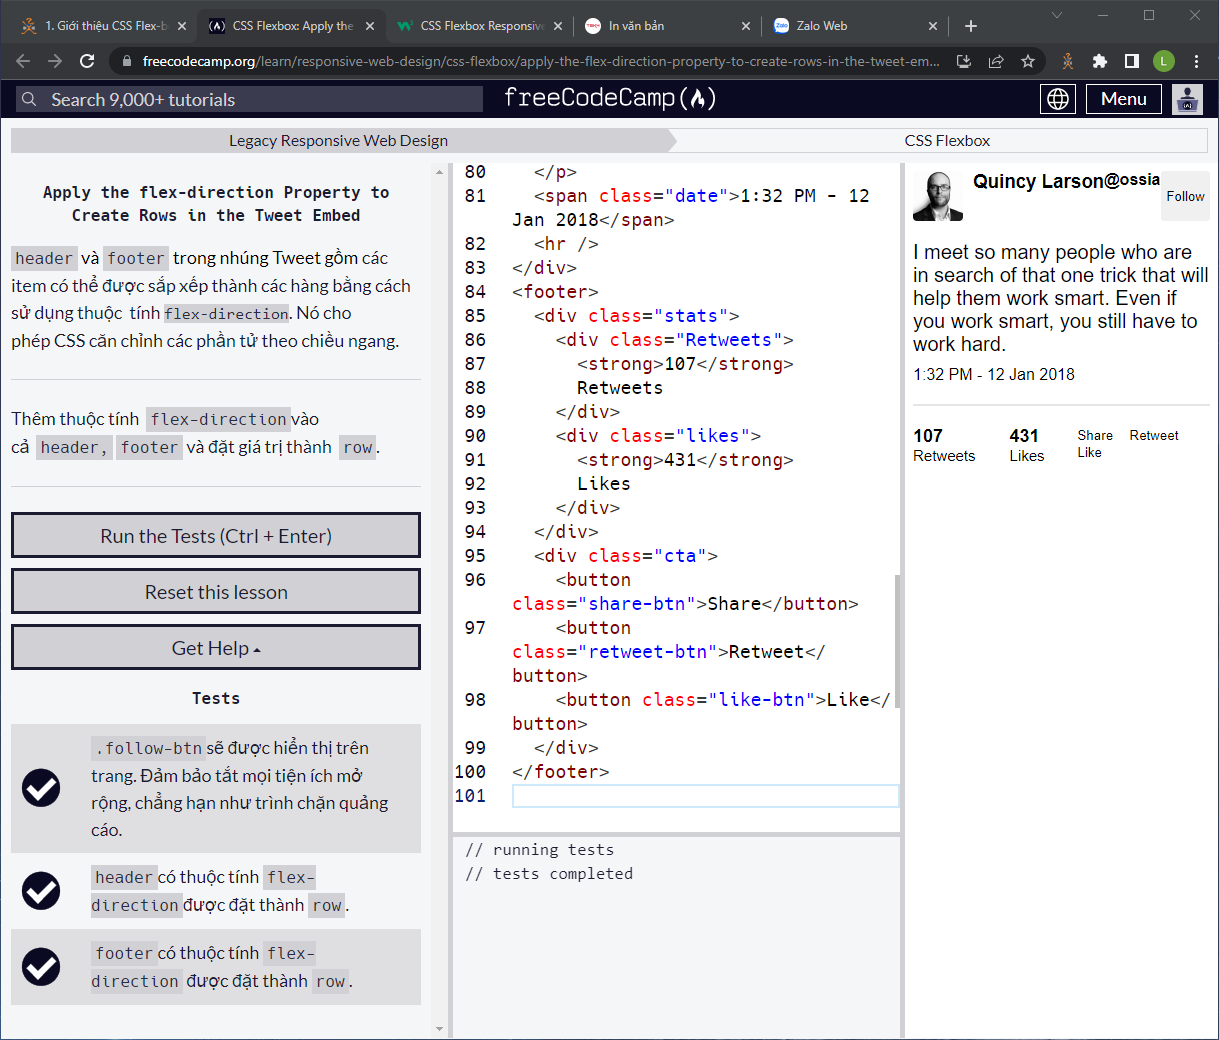 1. Giới thiệu CSS Flex-b
CSS Flexbox: Apply the
CSS Flexbox Responsive
In văn bản
Zalo Web
freecodecamp.org/learn/responsive-web-design/css-flexbox/apply-the-flex-direction-property-to-create-rows-in-the-tweet-em...
L
Search 9,000+ tutorials
freeCodeCamp
Menu
Legacy Responsive Web Design
CSS Flexbox
Apply the flex-direction Property to
Create Rows in the Tweet Embed
header và footer trong nhúng Tweet gồm các
item có thể được sắp xếp thành các hàng bằng cách
sử dụng thuộc tính flex-direction. Nó cho
phép CSS căn chỉnh các phần tử theo chiều ngang.
Thêm thuộc tính flex-direction vào
cả header, footer và đặt giá trị thành row.
Run the Tests (Ctrl + Enter)
Reset this lesson
Get Help
Tests
.follow-btn sẽ được hiển thị trên
trang. Đảm bảo tắt mọi tiện ích mở
rộng, chẳng hạn như trình chặn quảng
cáo.
header có thuộc tính flex-
direction được đặt thành row.
footer có thuộc tính flex-
direction được đặt thành row.
80 </p>
81 <span class="date">1:32 PM - 12
Jan 2018</span>
82 <hr />
83 </div>
84 <footer>
85 <div class="stats">
86 <div class="Retweets">
87 <strong>107</strong>
88 Retweets
89 </div>
90 <div class="likes">
91 <strong>431</strong>
92 Likes
93 </div>
94 </div>
95 <div class="cta">
96 <button
class="share-btn">Share</button>
97 <button
class="retweet-btn">Retweet</
button>
98 <button class="like-btn">Like</
button>
99 </div>
100 </footer>
101
// running tests
// tests completed
Quincy Larson@ossia
Follow
I meet so many people who are
in search of that one trick that will
help them work smart. Even if
you work smart, you still have to
work hard.
1:32 PM - 12 Jan 2018
107 431 Share Retweet
Retweets Likes Like